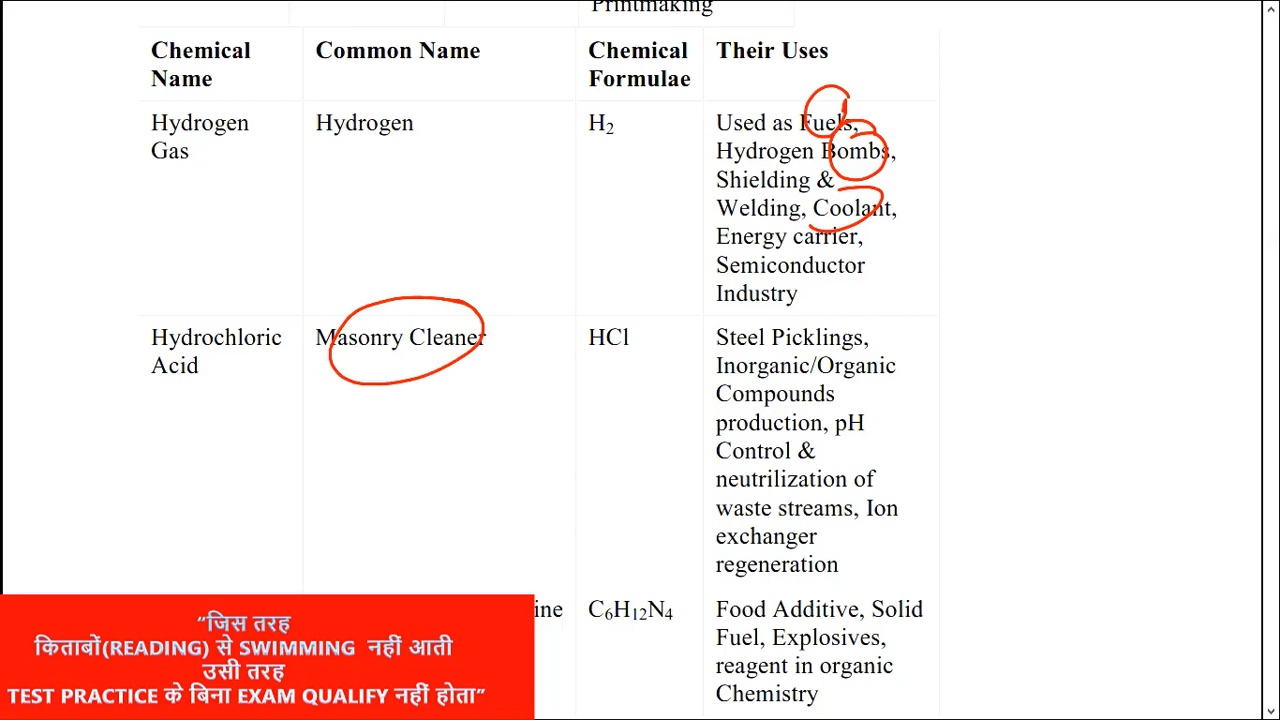 Printmaking
Chemical Name
Common Name
Chemical Formulae
Their Uses
Hydrogen Gas
Hydrogen
H2
Used as Fuels,
Hydrogen Bombs,
Shielding &
Welding, Coolant,
Energy carrier,
Semiconductor
Industry
Hydrochloric Acid
Masonry Cleaner
HCl
Steel Picklings,
Inorganic/Organic
Compounds
production, pH
Control &
neutrilization of
waste streams, Ion
exchanger
regeneration
ine
C6H12N4
Food Additive, Solid
Fuel, Explosives,
reagent in organic
Chemistry
“जिस तरह
किताबों(READING) से SWIMMING नहीं आती
उसी तरह
TEST PRACTICE के बिना EXAM QUALIFY नहीं होता”